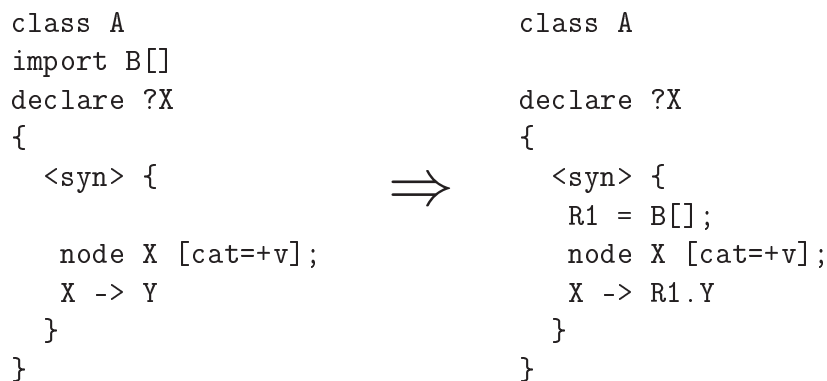 class A
import B[]
declare ?X
{
  <syn> {
   node X [cat=+v];
   X -> Y
  }
}
⇒
class A
declare ?X
{
  <syn> {
   R1 = B[];
   node X [cat=+v];
   X -> R1.Y
  }
}